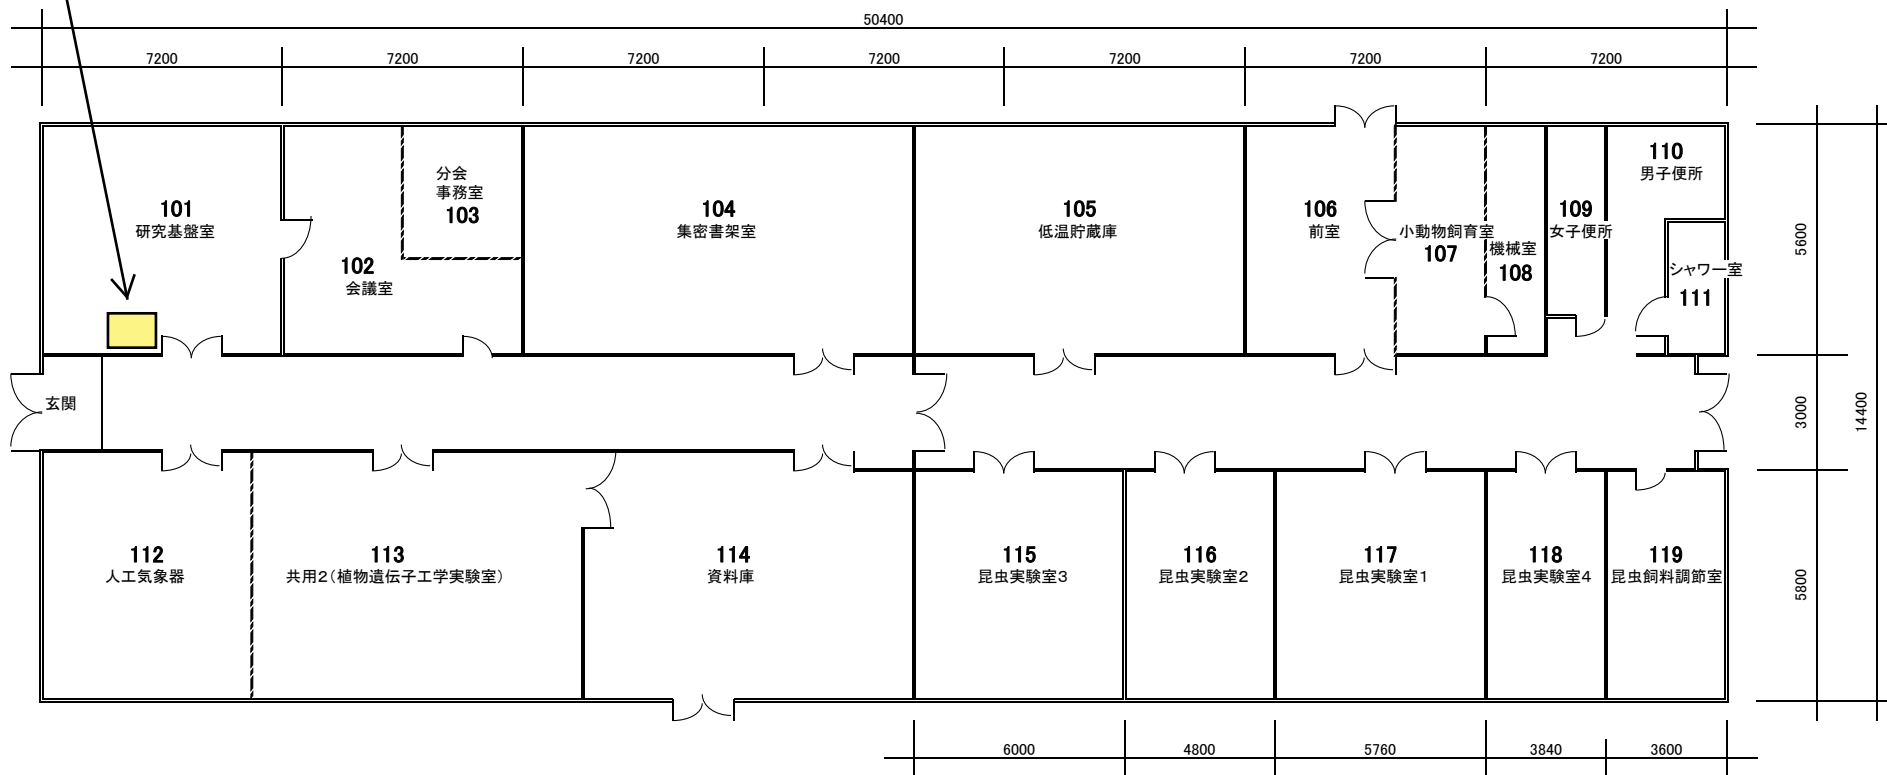 50400
7200
7200
7200
7200
7200
7200
7200
101
研究基盤室
102
会議室
分会
事務室
103
104
集密書架室
105
低温貯蔵庫
106
前室
小動物飼育室
107
機械室
108
109
女子便所
110
男子便所
シャワー室
111
玄関
112
人工気象器
113
共用2(植物遺伝子工学実験室)
114
資料庫
115
昆虫実験室3
116
昆虫実験室2
117
昆虫実験室1
118
昆虫実験室4
119
昆虫飼料調節室
5600
3000
5800
14400
6000
4800
5760
3840
3600